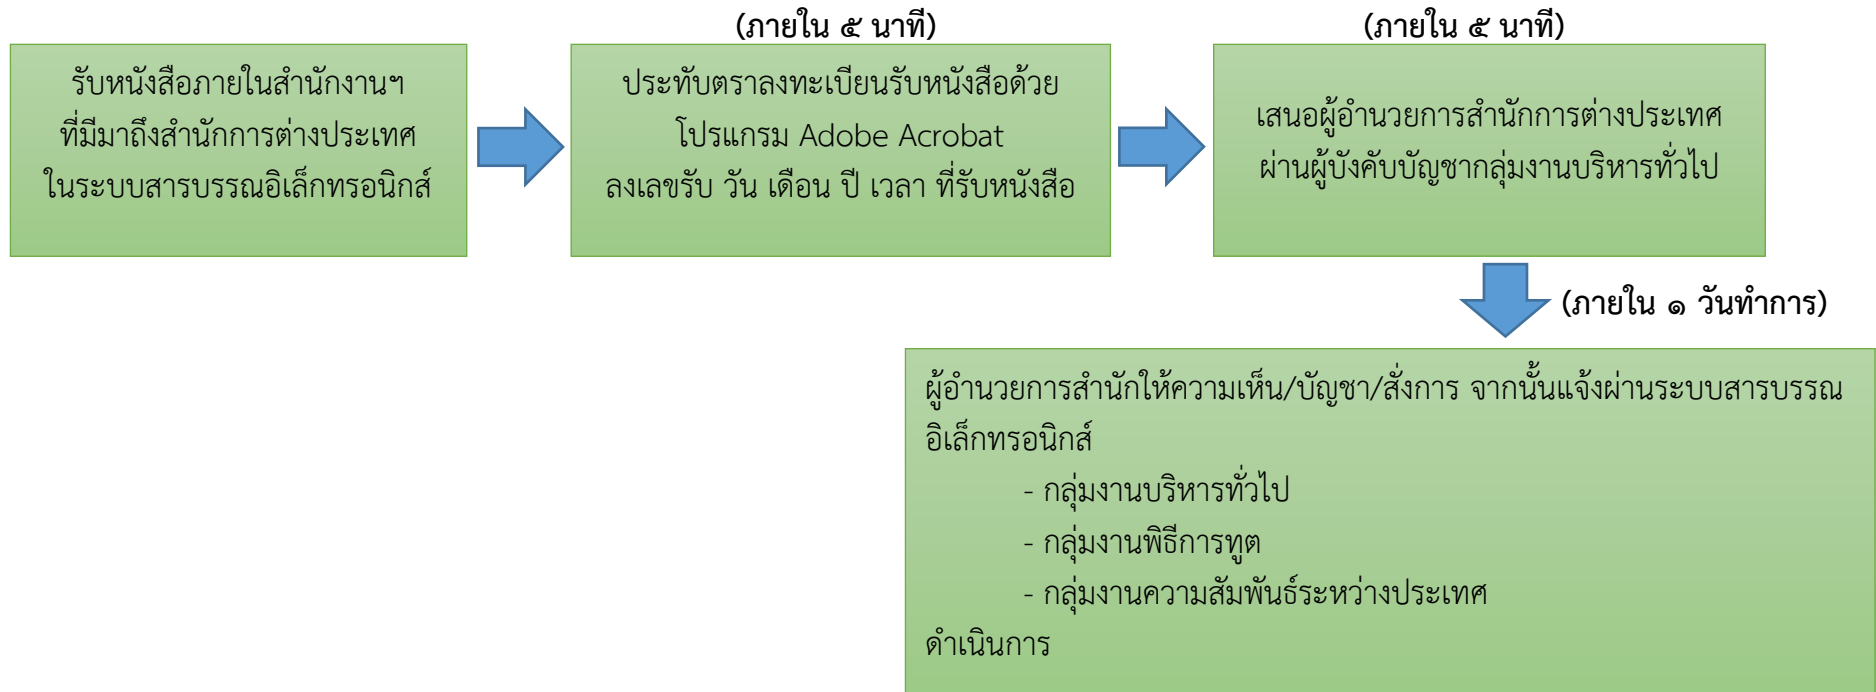 รับหนังสือภายในสำนักงานฯ
ที่มีมาถึงสำนักการต่างประเทศ
ในระบบสารบรรณอิเล็กทรอนิกส์
(ภายใน ๕ นาที)
ประทับตราลงทะเบียนรับหนังสือด้วย
โปรแกรม Adobe Acrobat
ลงเลขรับ วัน เดือน ปี เวลา ที่รับหนังสือ
(ภายใน ๕ นาที)
เสนอผู้อำนวยการสำนักการต่างประเทศ
ผ่านผู้บังคับบัญชากลุ่มงานบริหารทั่วไป
(ภายใน ๑ วันทำการ)
ผู้อำนวยการสำนักให้ความเห็น/บัญชา/สั่งการ จากนั้นแจ้งผ่านระบบสารบรรณ
อิเล็กทรอนิกส์
- กลุ่มงานบริหารทั่วไป
- กลุ่มงานพิธีการทูต
- กลุ่มงานความสัมพันธ์ระหว่างประเทศ
ดำเนินการ